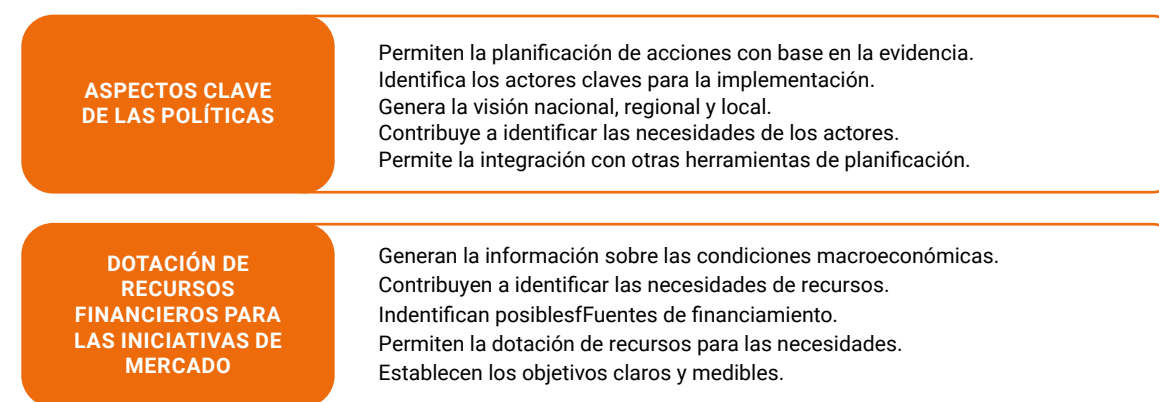 ASPECTOS CLAVE
DE LAS POLÍTICAS
Permiten la planificación de acciones con base en la evidencia.
Identifica los actores claves para la implementación.
Genera la visión nacional, regional y local.
Contribuye a identificar las necesidades de los actores.
Permite la integración con otras herramientas de planificación.
DOTACIÓN DE
RECURSOS
FINANCIEROS PARA
LAS INICIATIVAS DE
MERCADO
Generan la información sobre las condiciones macroeconómicas.
Contribuyen a identificar las necesidades de recursos.
Indentifican posiblesfFuentes de financiamiento.
Permiten la dotación de recursos para las necesidades.
Establecen los objetivos claros y medibles.